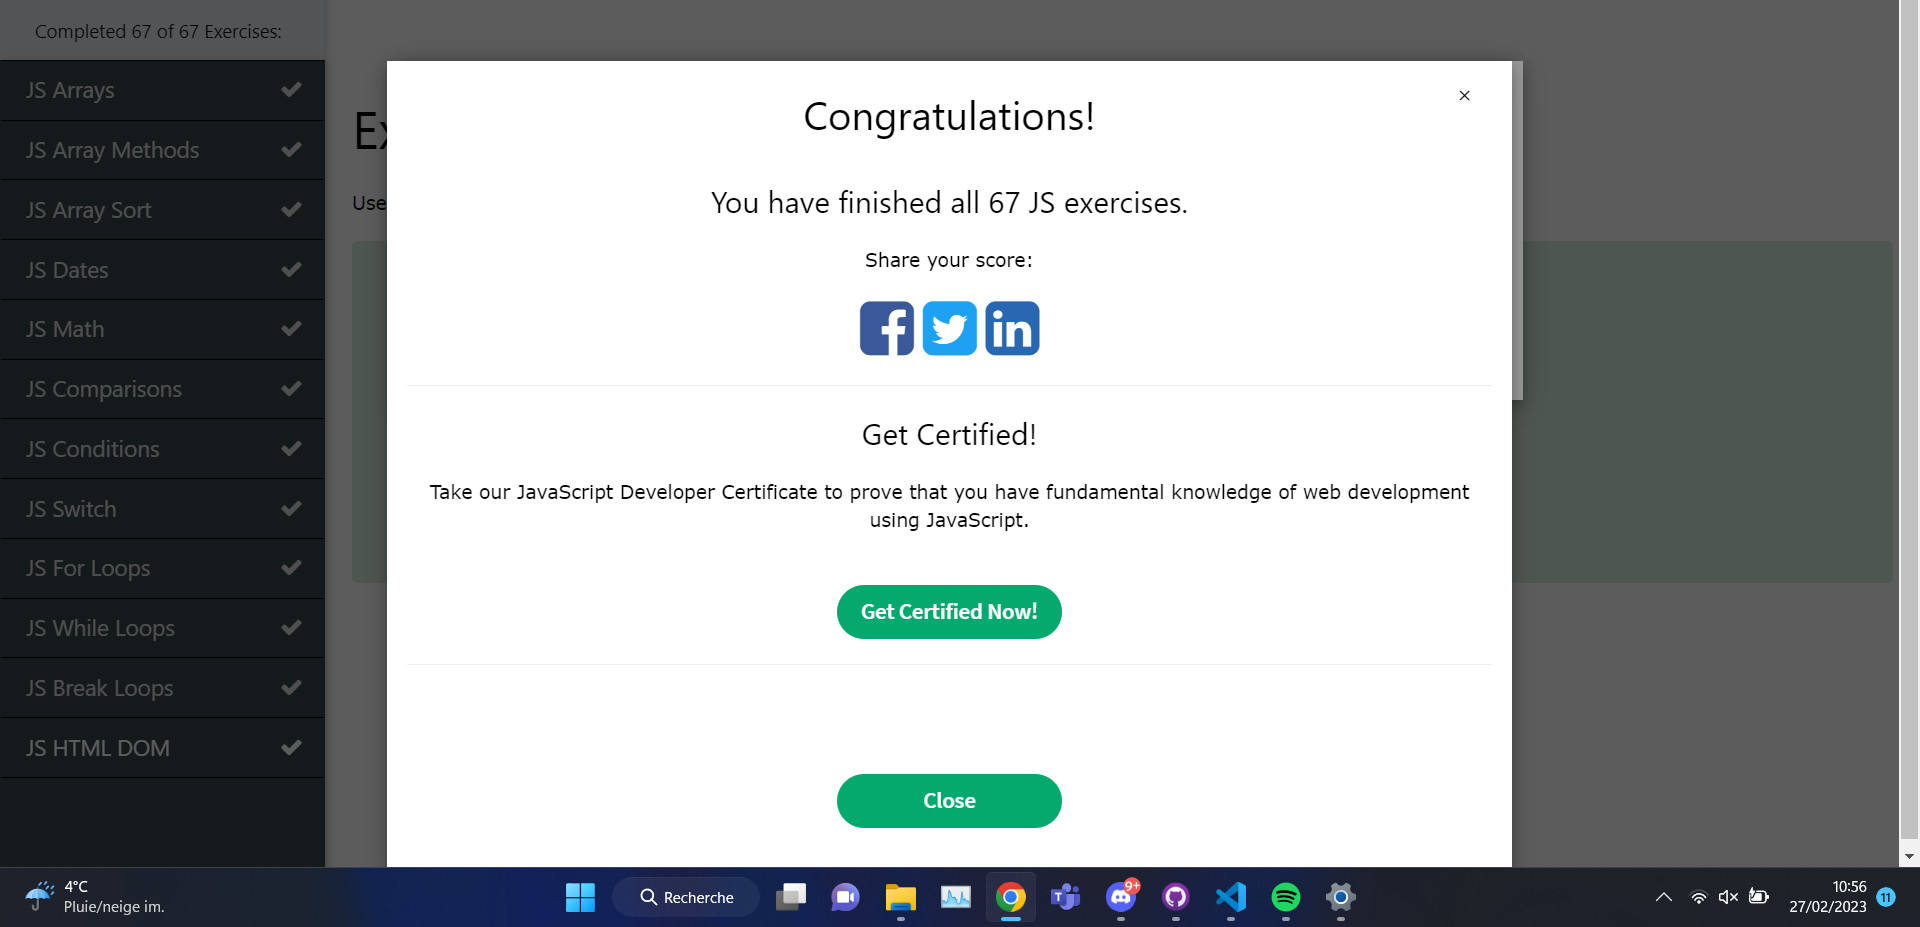 Completed 67 of 67 Exercises:
JS Arrays
JS Array Methods
JS Array Sort
JS Dates
JS Math
JS Comparisons
JS Conditions
JS Switch
JS For Loops
JS While Loops
JS Break Loops
JS HTML DOM
Ex
Use
×
Congratulations!
You have finished all 67 JS exercises.
Share your score:
Get Certified!
Take our JavaScript Developer Certificate to prove that you have fundamental knowledge of web development
using JavaScript.
Get Certified Now!
Close
4°C
Pluie/neige im.
Recherche
9+
10:56
27/02/2023
11